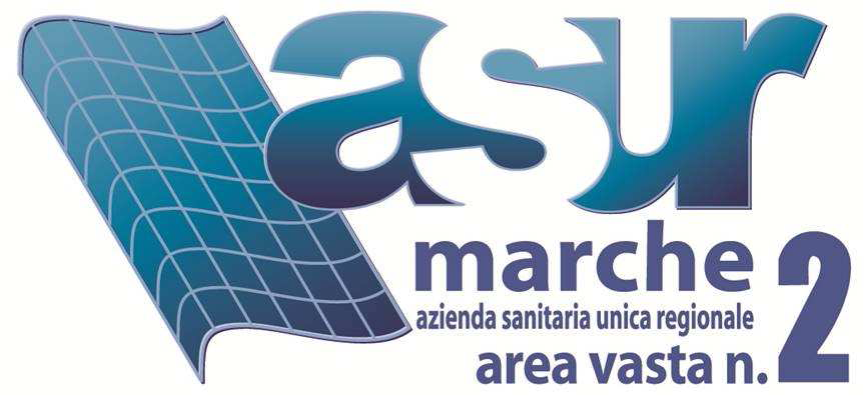 asur
marche
azienda sanitaria unica regionale
area vasta n. 2